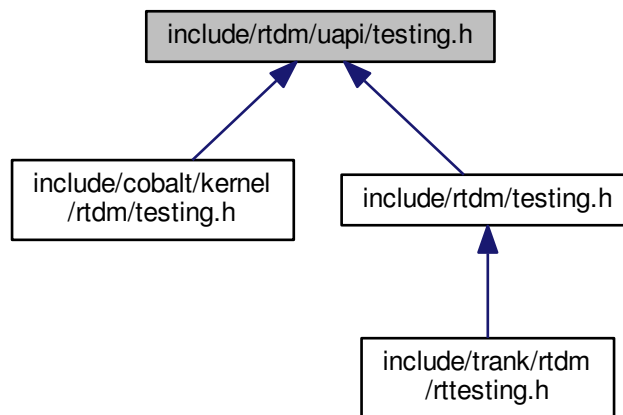 include/rtdm/uapi/testing.h
include/cobalt/kernel
/rtdm/testing.h
include/rtdm/testing.h
include/trank/rtdm
/rttesting.h